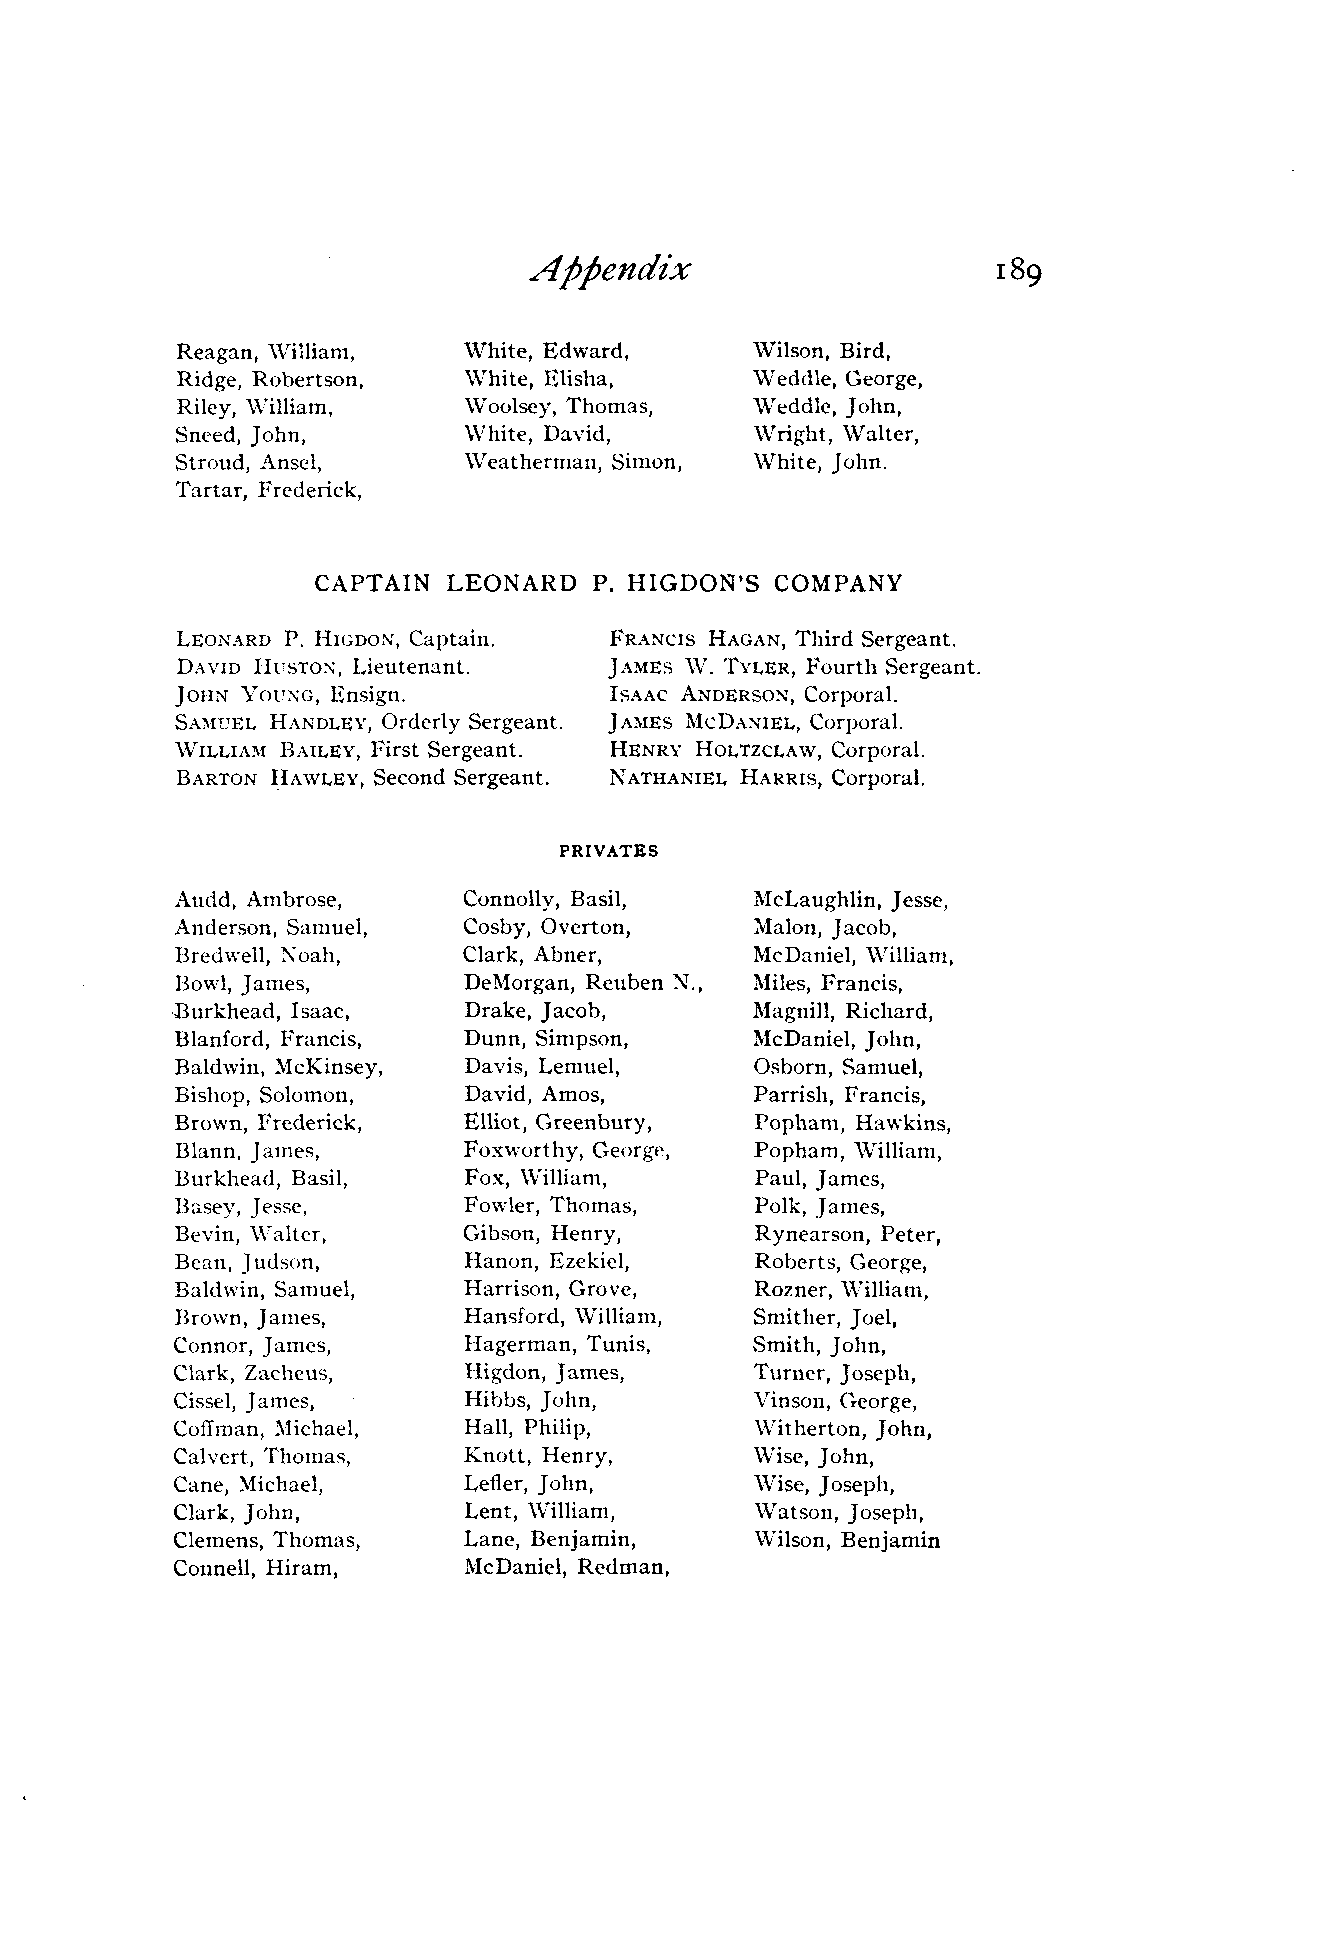 Appendix 189
Reagan, William,
Ridge, Robertson,
Riley, William,
Sneed, John,
Stroud, Ansel,
Tartar, Frederick,
White, Edward,
White, Elisha,
Woolsey, Thomas,
White, David,
Weatherman, Simon,
Wilson, Bird,
Weddle, George,
Weddle, John,
Wright, Walter,
White, John.
CAPTAIN LEONARD P. HIGDON'S COMPANY
LEONARD P. HIGDON, Captain.
DAVID HUSTON, Lieutenant.
JOHN YOUNG, Ensign.
SAMUEL HANDLEY, Orderly Sergeant.
WILLIAM BAILEY, First Sergeant.
BARTON HAWLEY, Second Sergeant.
FRANCIS HAGAN, Third Sergeant.
JAMES W. TYLER, Fourth Sergeant.
ISAAC ANDERSON, Corporal.
JAMES MCDANIEL, Corporal.
HENRY HOLTZCLAW, Corporal.
NATHANIEL HARRIS, Corporal.
PRIVATES
Audd, Ambrose,
Anderson, Samuel,
Bredwell, Noah,
Bowl, James,
Burkhead, Isaac,
Blanford, Francis,
Baldwin, McKinsey,
Bishop, Solomon,
Brown, Frederick,
Blann, James,
Burkhead, Basil,
Basey, Jesse,
Bevin, Walter,
Bean, Judson,
Baldwin, Samuel,
Brown, James,
Connor, James,
Clark, Zacheus,
Cissel, James,
Coffman, Michael,
Calvert, Thomas,
Cane, Michael,
Clark, John,
Clemens, Thomas,
Connell, Hiram,
Connolly, Basil,
Cosby, Overton,
Clark, Abner,
DeMorgan, Reuben N.,
Drake, Jacob,
Dunn, Simpson,
Davis, Lemuel,
David, Amos,
Elliot, Greenbury,
Foxworthy, George,
Fox, William,
Fowler, Thomas,
Gibson, Henry,
Hanon, Ezekiel,
Harrison, Grove,
Hansford, William,
Hagerman, Tunis,
Higdon, James,
Hibbs, John,
Hall, Philip,
Knott, Henry,
Lefler, John,
Lent, William,
Lane, Benjamin,
McDaniel, Redman,
McLaughlin, Jesse,
Malon, Jacob,
McDaniel, William,
Miles, Francis,
Magnill, Richard,
McDaniel, John,
Osborn, Samuel,
Parrish, Francis,
Popham, Hawkins,
Popham, William,
Paul, James,
Polk, James,
Rynearson, Peter,
Roberts, George,
Rozner, William,
Smither, Joel,
Smith, John,
Turner, Joseph,
Vinson, George,
Witherton, John,
Wise, John,
Wise, Joseph,
Watson, Joseph,
Wilson, Benjamin